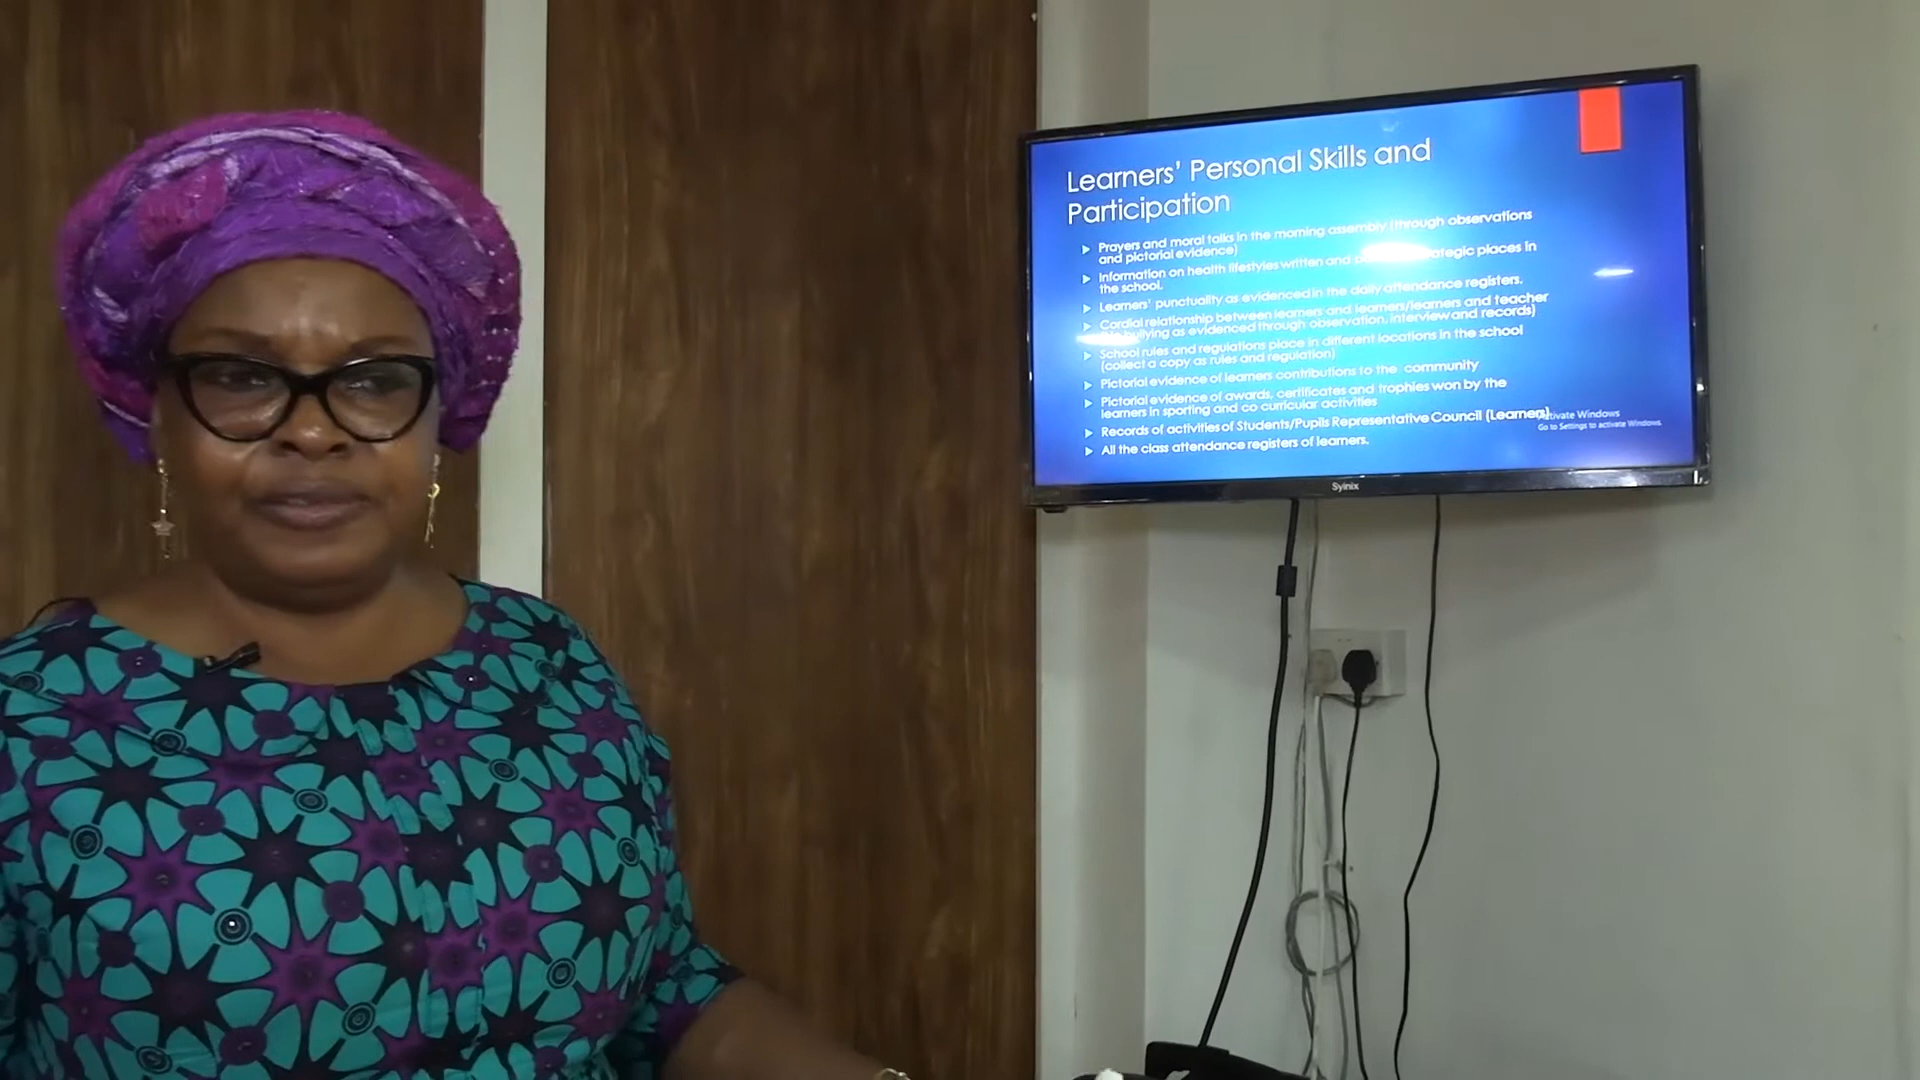 Learners' Personal Skills and
Participation
Prayers and moral talks in the morning assembly (through observations
and pictorial evidence)
Information on health lifestyles written and strategic places in
the school.
Learners' punctuality as evidenced in the daily attendance registers.
Cordial relationship between learners and learners/learners and teacher
bullying as evidenced through observation, interview and records)
School rules and regulations place in different locations in the school
(collect a copy as rules and regulation)
Pictorial evidence of learners contributions to the community
Pictorial evidence of awards, certificates and trophies won by the
learners in sporting and co curricular activities
Records of activities of Students/Pupils Representative Council (Learners)
All the class attendance registers of learners.
Activate Windows
Go to Settings to activate Windows.
Syinix